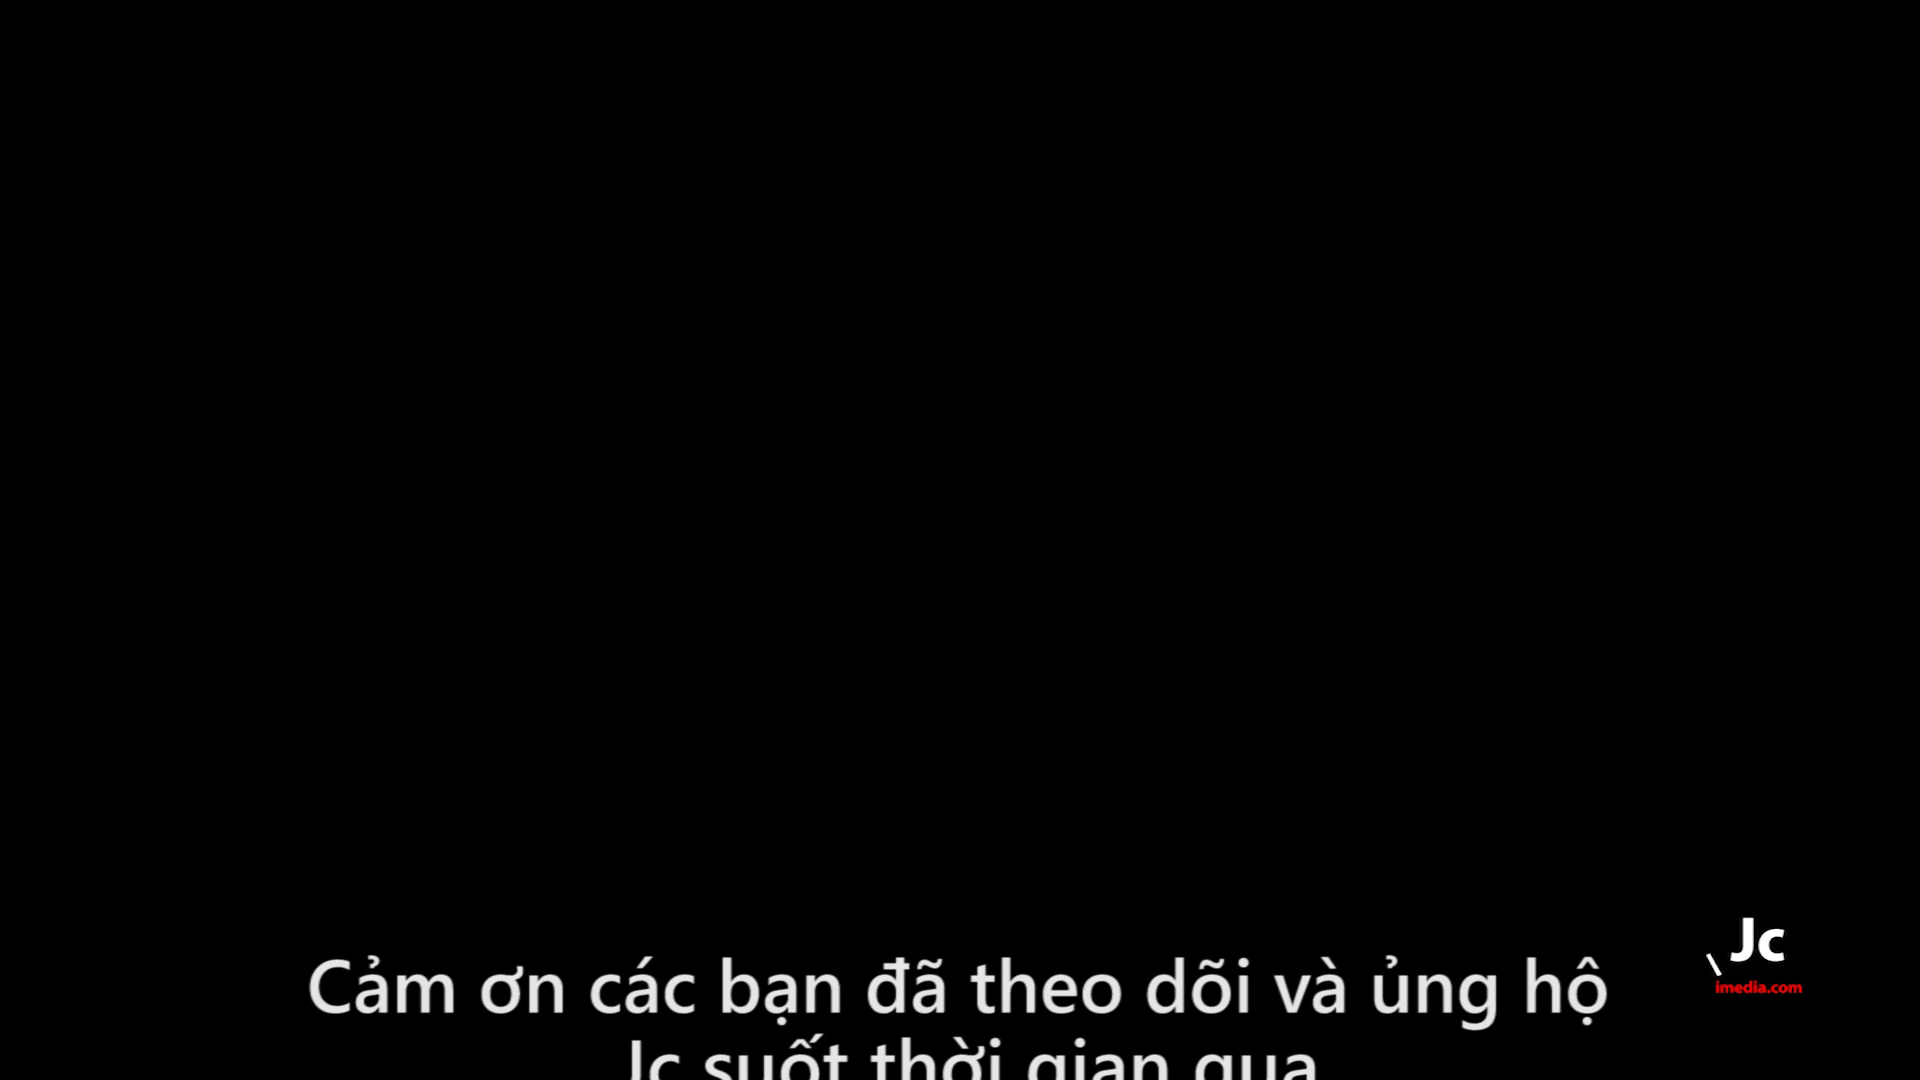 Cảm ơn các bạn đã theo dõi và ủng hộ
Jc suốt thời gian qua
Jc
imedia.com